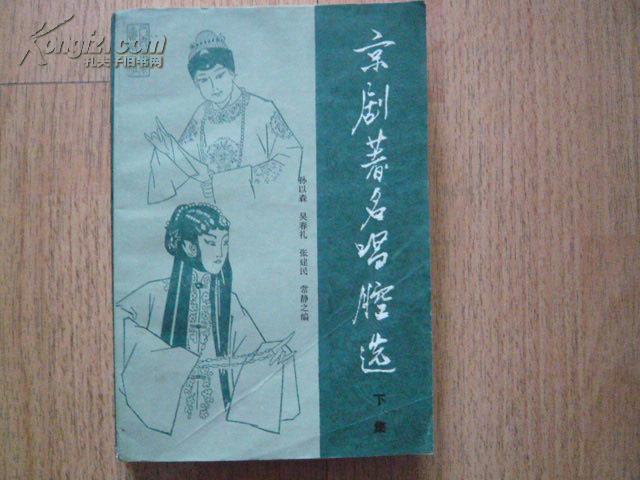 京剧著名唱腔选
下集
孙以森 吴春礼 张建民 常静之编
Kongfz.com
孔夫子旧书网